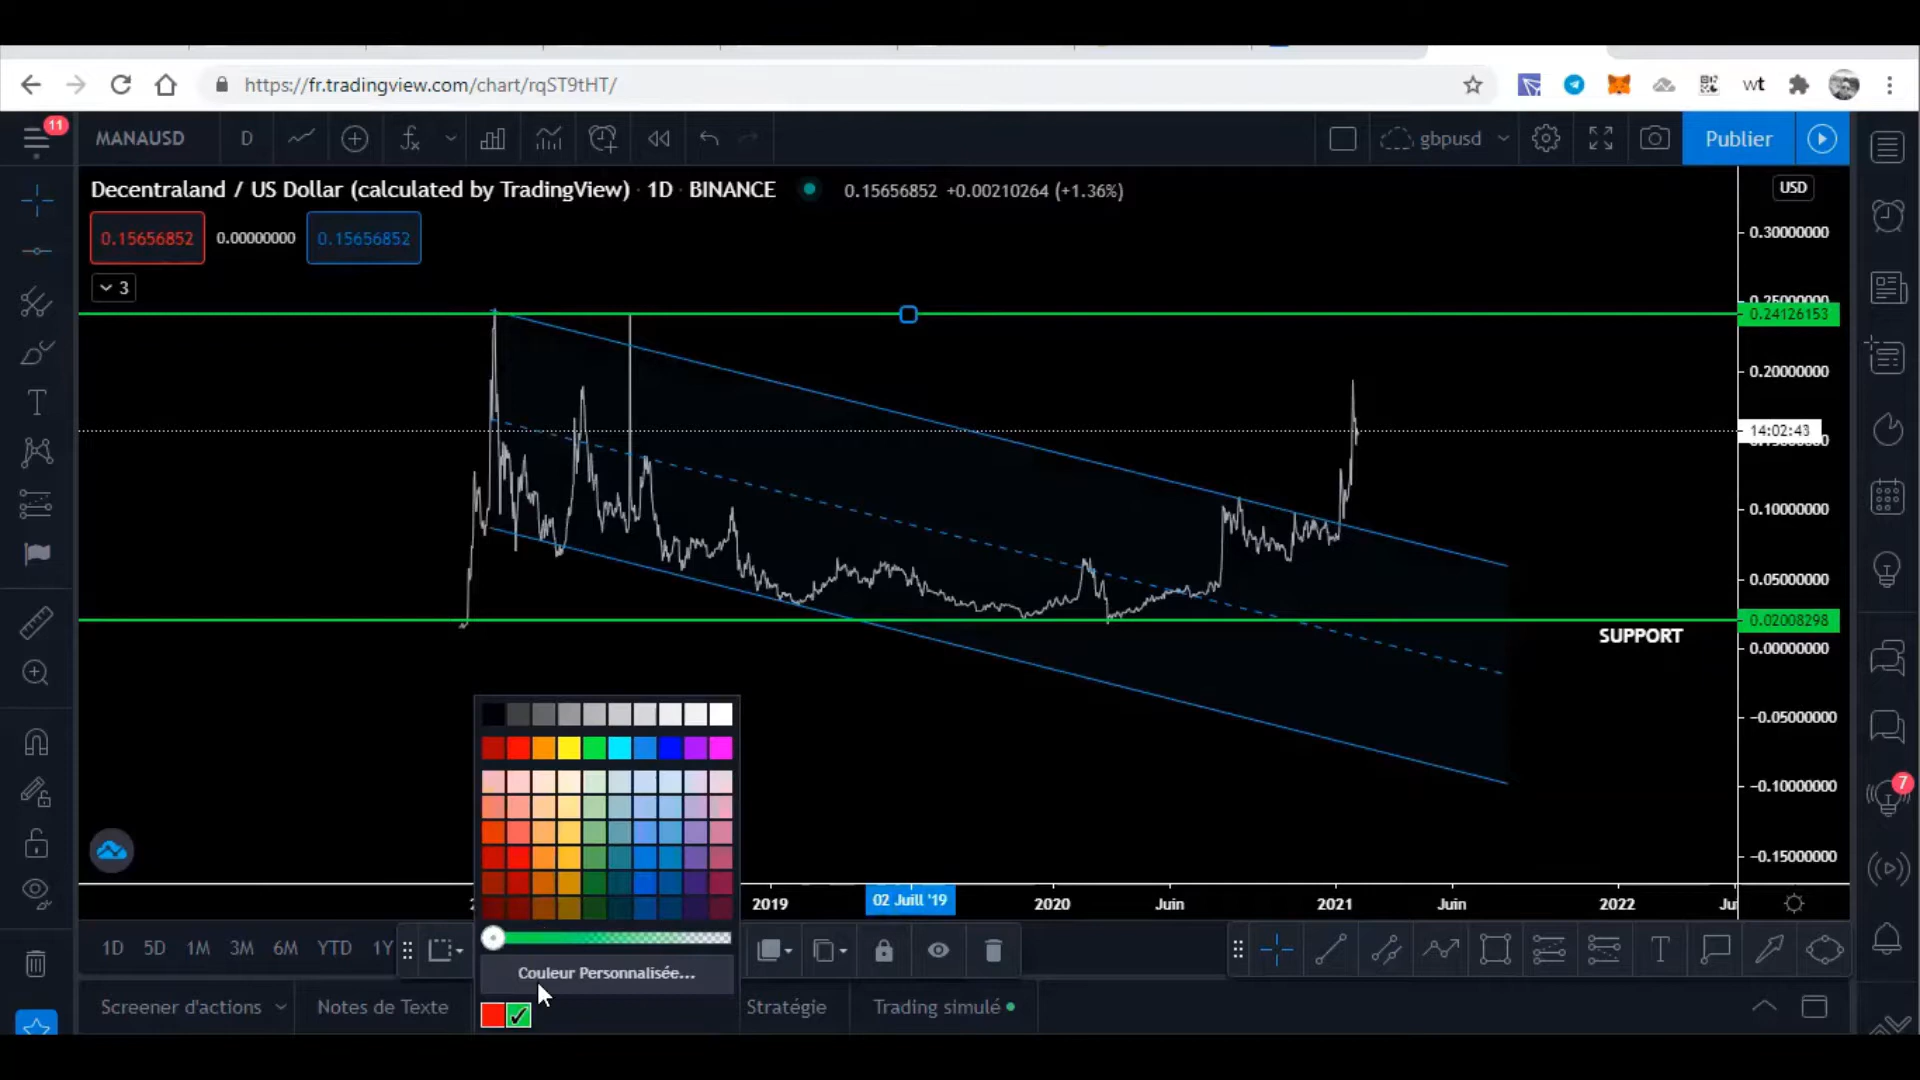 https://fr.tradingview.com/chart/rqST9tHT/
wt
11
MANAUSD
D
gbpusd
Publier
Decentraland / US Dollar (calculated by TradingView) · 1D · BINANCE
0.15656852 +0.00210264 (+1.36%)
USD
0.15656852
0.00000000
0.15656852
3
0.30000000
0.24126153
0.20000000
14:02:43
0.10000000
0.05000000
0.02008298
SUPPORT
0.00000000
−0.05000000
−0.10000000
−0.15000000
7
2019
02 Juill '19
2020
Juin
2021
Juin
2022
1D
5D
1M
3M
6M
YTD
1Y
T
Couleur Personnalisée...
Screener d'actions
Notes de Texte
Stratégie
Trading simulé